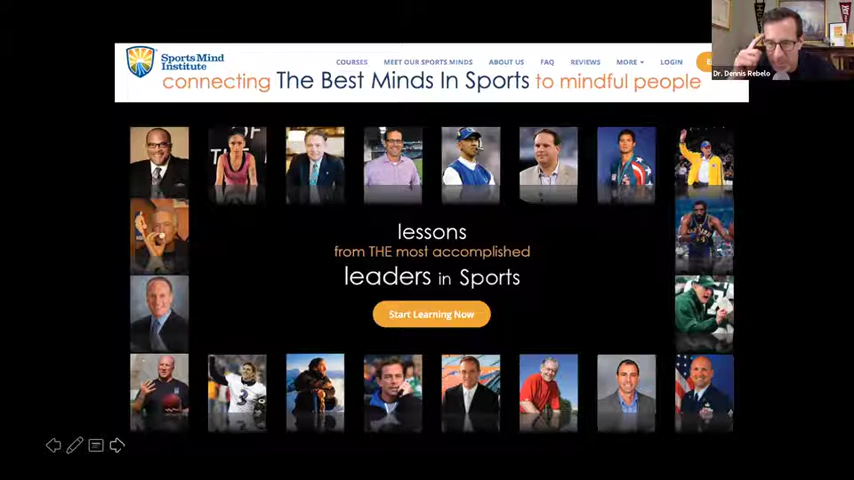 Sports Mind
Institute
COURSES MEET OUR SPORTS MINDS ABOUT US FAQ REVIEWS MORE LOGIN
connecting The Best Minds In Sports to mindful people
Dr. Dennis Rebelo
lessons
from THE most accomplished
leaders in Sports
Start Learning Now